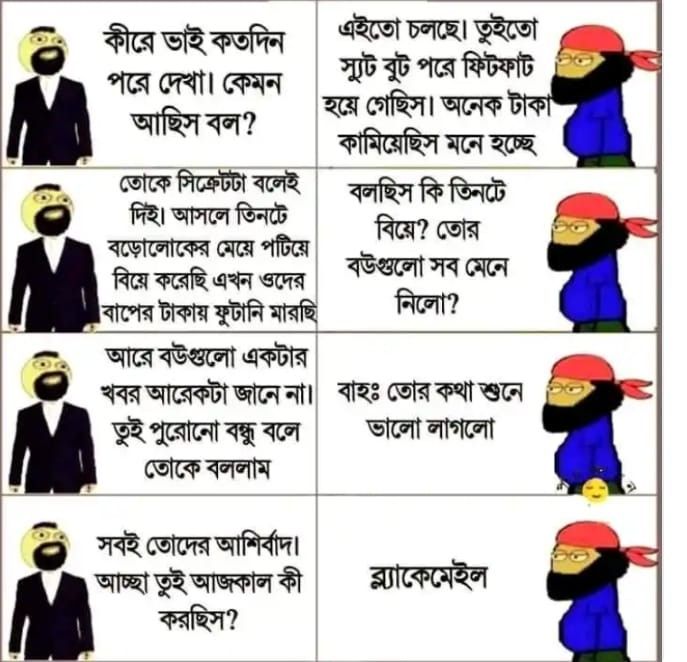 কীরে ভাই কতদিন
পরে দেখা। কেমন
আছিস বল?
এইতো চলছে। তুইতো
স্যুট বুট পরে ফিটফাট
হয়ে গেছিস। অনেক টাকা
কামিয়েছিস মনে হচ্ছে
তোকে সিক্রেটটা বলেই
দিই। আসলে তিনটে
বড়োলোকের মেয়ে পটিয়ে
বিয়ে করেছি এখন ওদের
বাপের টাকায় ফুটানি মারছি
বলছিস কি তিনটে
বিয়ে? তোর
বউগুলো সব মেনে
নিলো?
আরে বউগুলো একটার
খবর আরেকটা জানে না।
তুই পুরোনো বন্ধু বলে
তোকে বললাম
বাহঃ তোর কথা শুনে
ভালো লাগলো
সবই তোদের আশির্বাদ।
আচ্ছা তুই আজকাল কী
করছিস?
ব্ল্যাকেমেইল